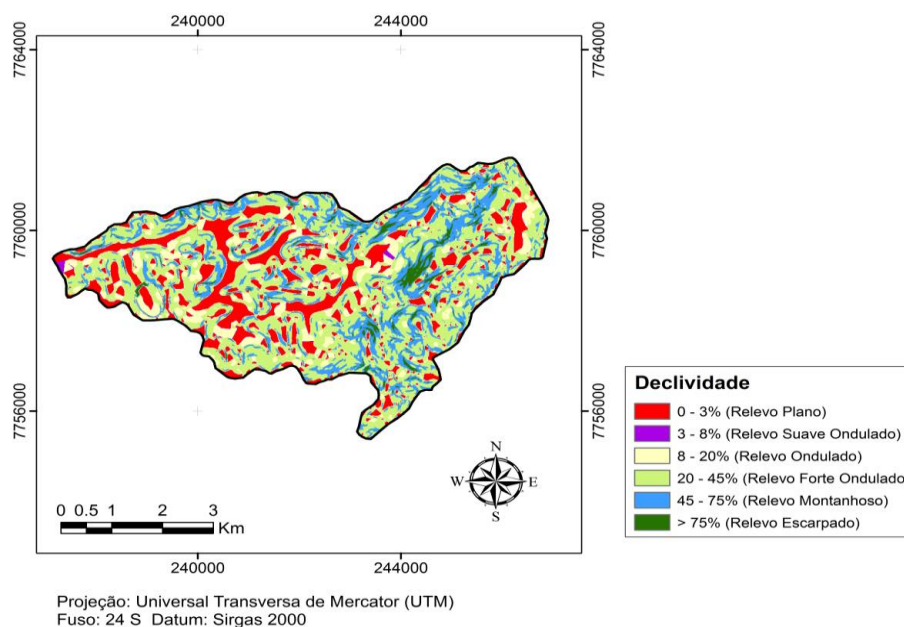 240000
244000
7764000
7764000
7760000
7760000
7756000
7756000
N
W
E
S
0 0.5 1 2 3
Km
240000
244000
Declividade
0 - 3% (Relevo Plano)
3 - 8% (Relevo Suave Ondulado)
8 - 20% (Relevo Ondulado)
20 - 45% (Relevo Forte Ondulado
45 - 75% (Relevo Montanhoso)
> 75% (Relevo Escarpado)
Projeção: Universal Transversa de Mercator (UTM)
Fuso: 24 S Datum: Sirgas 2000